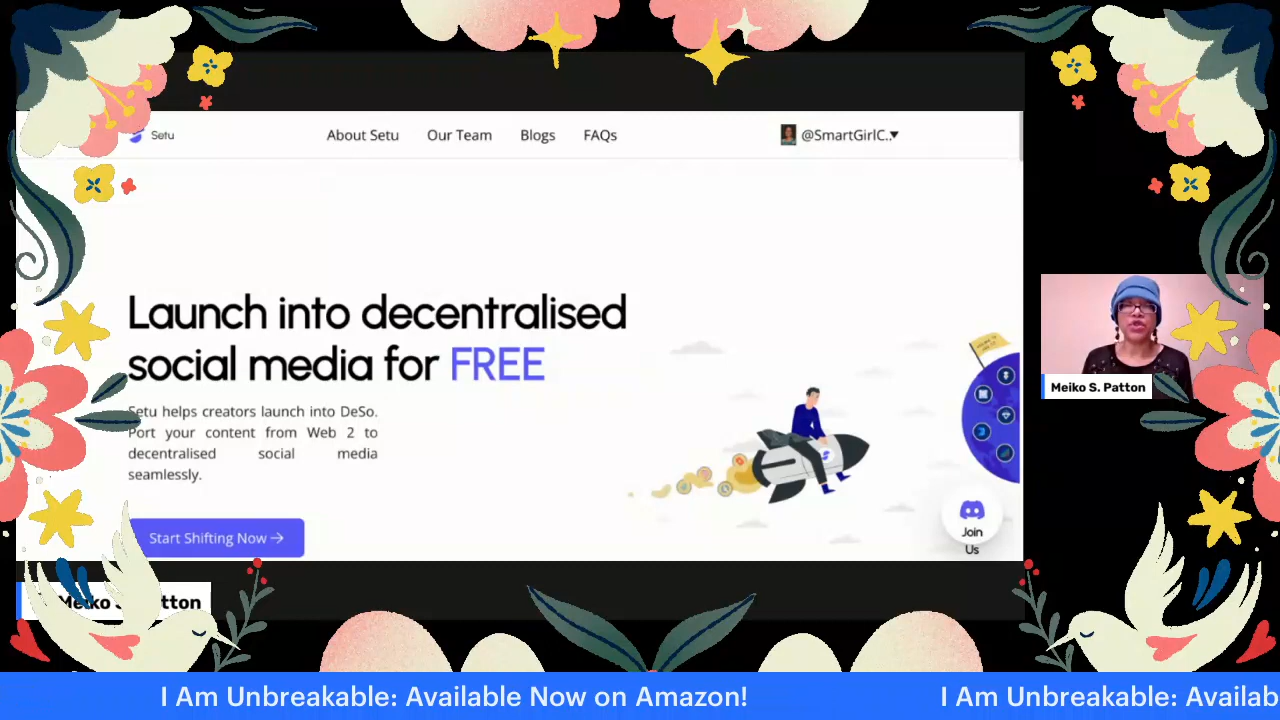 Setu
About Setu
Our Team
Blogs
FAQs
@SmartGirlC..▾
Launch into decentralised
social media for FREE
Setu helps creators launch into DeSo.
Port your content from Web 2 to
decentralised social media
seamlessly.
Start Shifting Now →
Join
Us
Meiko S. Patton
Meiko S. Patton
I Am Unbreakable: Available Now on Amazon!
I Am Unbreakable: Availab